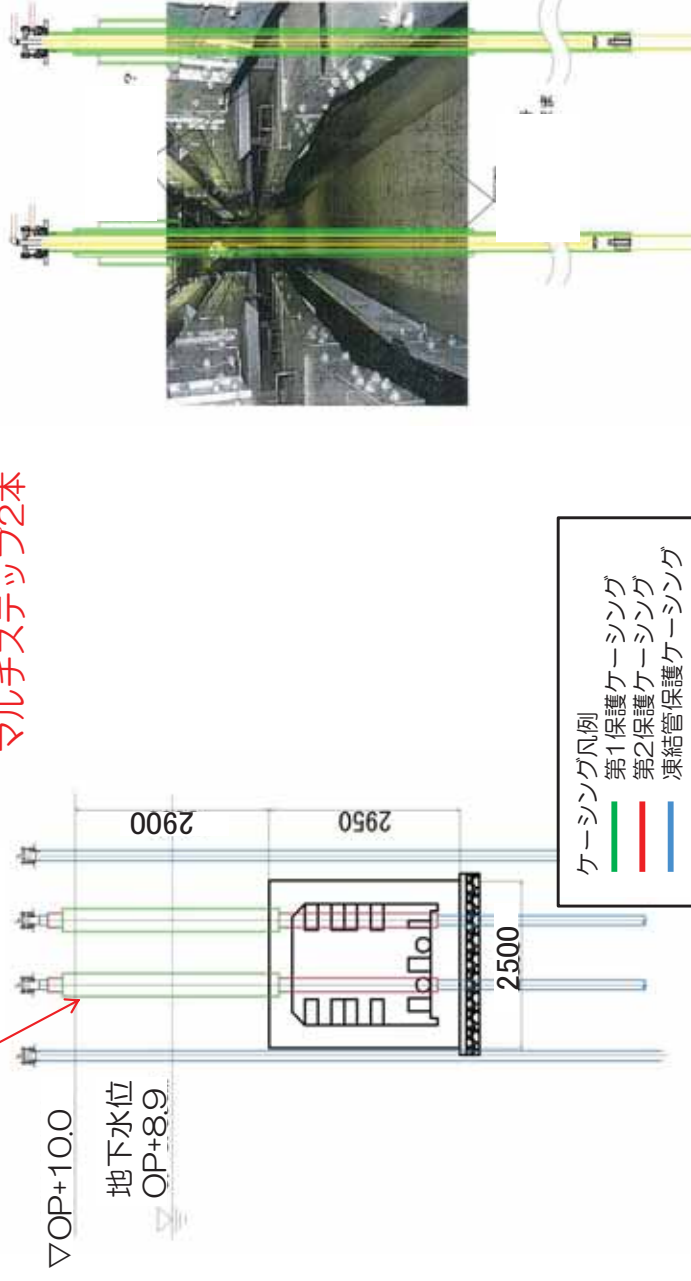 マルチステップ2本
▽OP+10.0
地下水位
OP+8.9
2900
2950
2500
ケーシング凡例
第1保護ケーシング
第2保護ケーシング
凍結管保護ケーシング
?